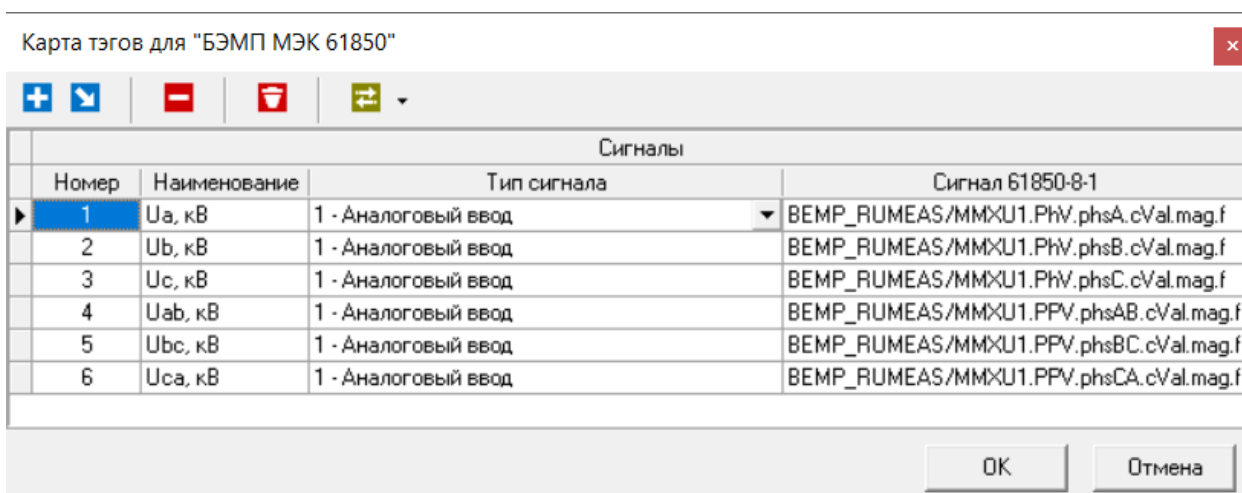 Карта тэгов для "БЭМП МЭК 61850"
Сигналы
Номер Наименование Тип сигнала Сигнал 61850-8-1
1 Ua, кВ 1 - Аналоговый ввод BEMP_RUMEAS/MMXU1.PhV.phsA.cVal.mag.f
2 Ub, кВ 1 - Аналоговый ввод BEMP_RUMEAS/MMXU1.PhV.phsB.cVal.mag.f
3 Uc, кВ 1 - Аналоговый ввод BEMP_RUMEAS/MMXU1.PhV.phsC.cVal.mag.f
4 Uab, кВ 1 - Аналоговый ввод BEMP_RUMEAS/MMXU1.PPV.phsAB.cVal.mag.f
5 Ubc, кВ 1 - Аналоговый ввод BEMP_RUMEAS/MMXU1.PPV.phsBC.cVal.mag.f
6 Uca, кВ 1 - Аналоговый ввод BEMP_RUMEAS/MMXU1.PPV.phsCA.cVal.mag.f
OK Отмена